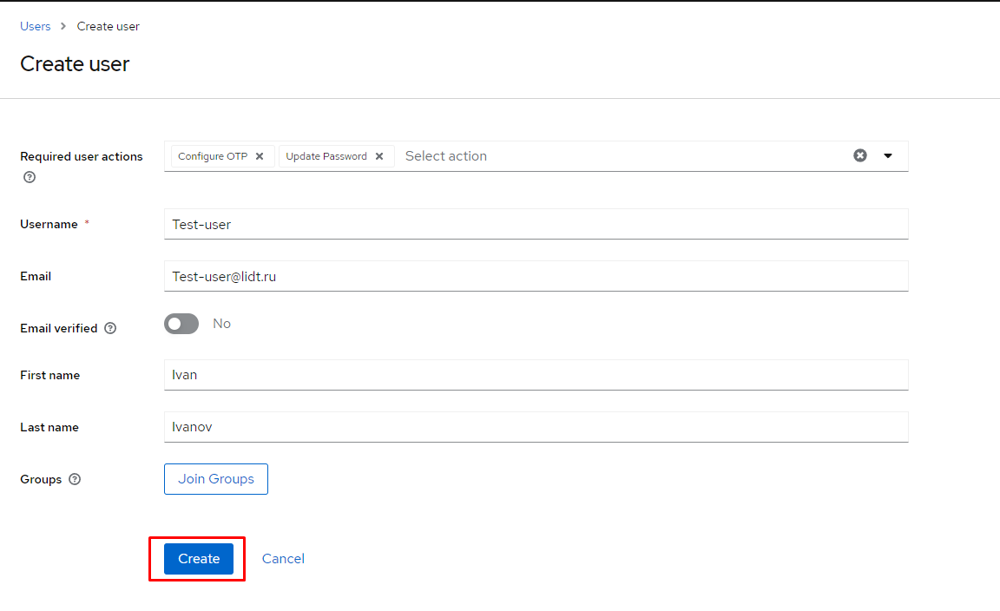 Users > Create user
Create user
Required user actions ?
Configure OTP × Update Password × Select action
Username *
Test-user
Email
Test-user@lidt.ru
Email verified ?
No
First name
Ivan
Last name
Ivanov
Groups ?
Join Groups
Create Cancel